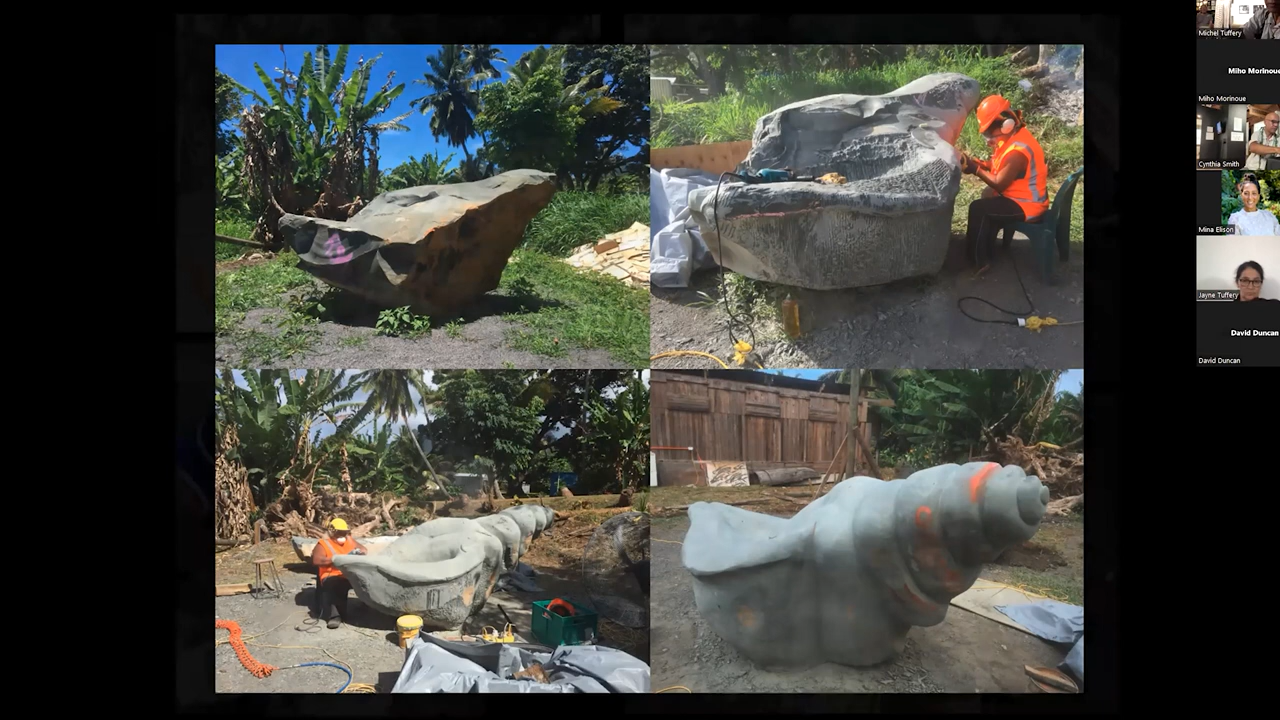 Michel Tuffery
Miho Morinoue
Miho Morinoue
Cynthia Smith
Mina Elison
Jayne Tuffery
David Duncan
David Duncan